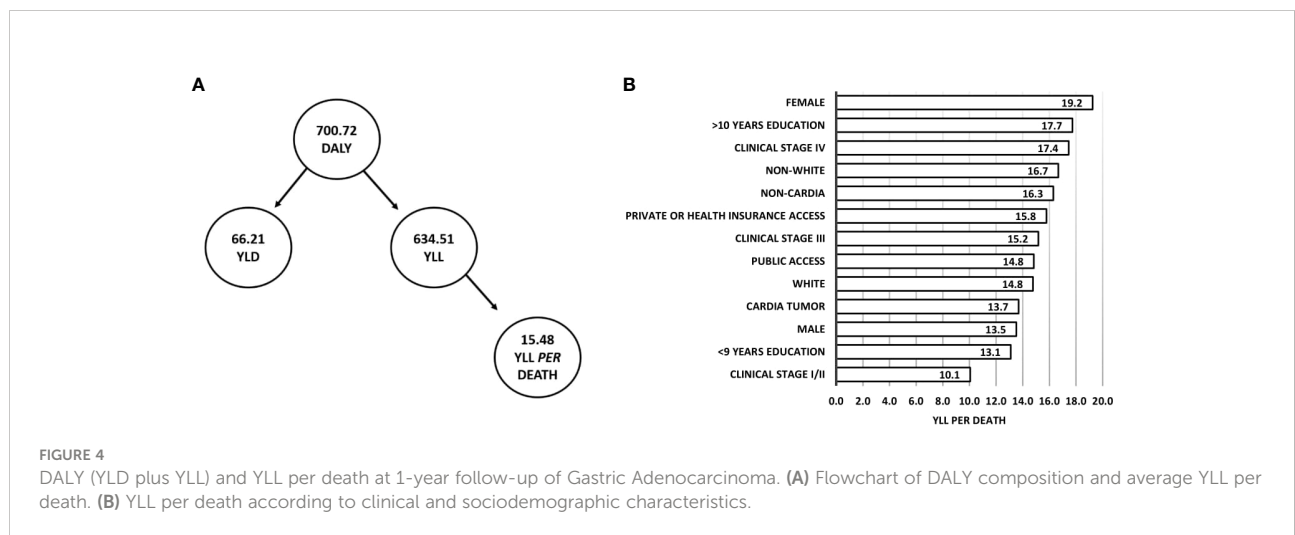 A
700.72
DALY
66.21
YLD
634.51
YLL
15.48
YLL PER
DEATH
B
FEMALE 19.2
>10 YEARS EDUCATION 17.7
CLINICAL STAGE IV 17.4
NON-WHITE 16.7
NON-CARDIA 16.3
PRIVATE OR HEALTH INSURANCE ACCESS 15.8
CLINICAL STAGE III 15.2
PUBLIC ACCESS 14.8
WHITE 14.8
CARDIA TUMOR 13.7
MALE 13.5
<9 YEARS EDUCATION 13.1
CLINICAL STAGE I/II 10.1
0.0 2.0 4.0 6.0 8.0 10.0 12.0 14.0 16.0 18.0 20.0
YLL PER DEATH
FIGURE 4
DALY (YLD plus YLL) and YLL per death at 1-year follow-up of Gastric Adenocarcinoma. (A) Flowchart of DALY composition and average YLL per
death. (B) YLL per death according to clinical and sociodemographic characteristics.